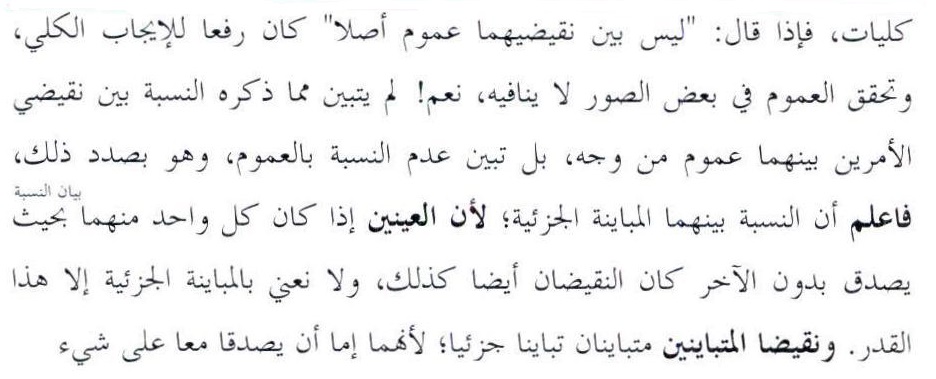 كليات، فإذا قال: "ليس بين نقيضيهما عموم أصلا" كان رفعا للإيجاب الكلي،
وتحقق العموم في بعض الصور لا ينافيه، نعم! لم يتبين مما ذكره النسبة بين نقيضي
الأمرين بينهما عموم من وجه، بل تبين عدم النسبة بالعموم، وهو بصدد ذلك،
بيان النسبة
فاعلم أن النسبة بينهما المباينة الجزئية؛ لأن العينين إذا كان كل واحد منهما بحيث
يصدق بدون الآخر كان النقيضان أيضا كذلك، ولا نعني بالمباينة الجزئية إلا هذا
القدر. ونقيضا المتباينين متباينان تباينا جزئيا؛ لأنهما إما أن يصدقا معا على شيء